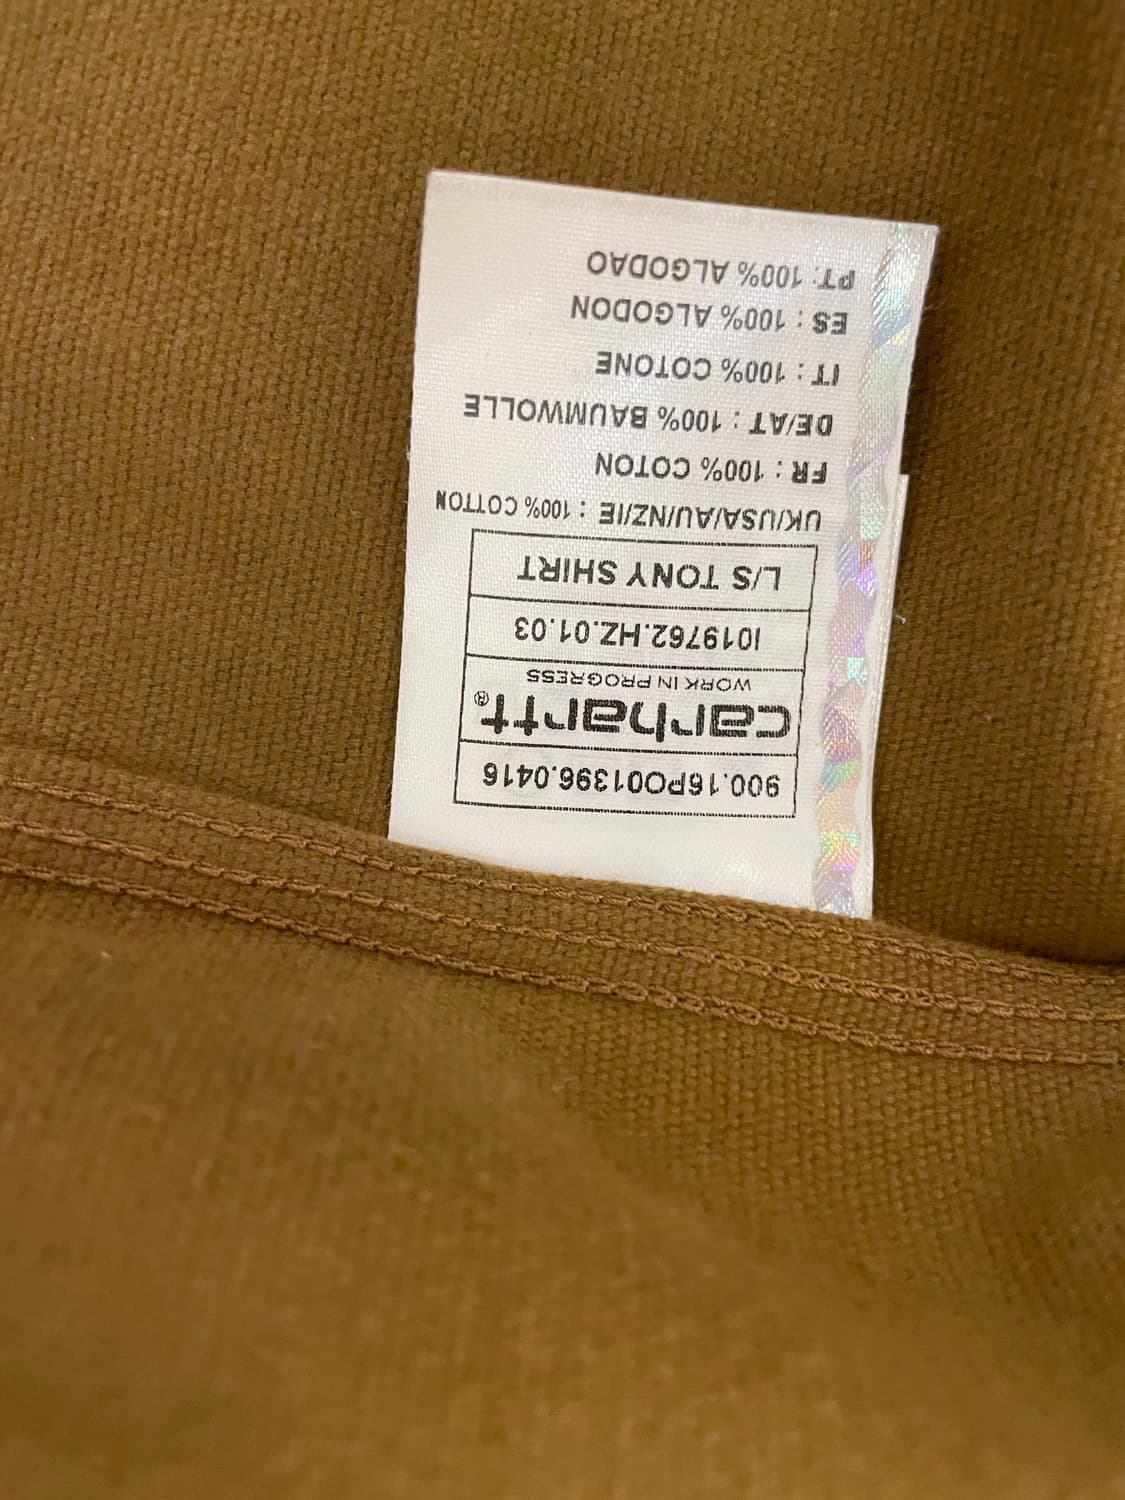 900.16PO01396.0416
carhartt®
WORK IN PROGRESS
I019762.HZ.01.03
L/S TONY SHIRT
UK/USA/AU/NZ/IE : 100% COTTON
FR : 100% COTON
DE/AT : 100% BAUMWOLLE
IT : 100% COTONE
ES : 100% ALGODON
PT: 100% ALGODAO